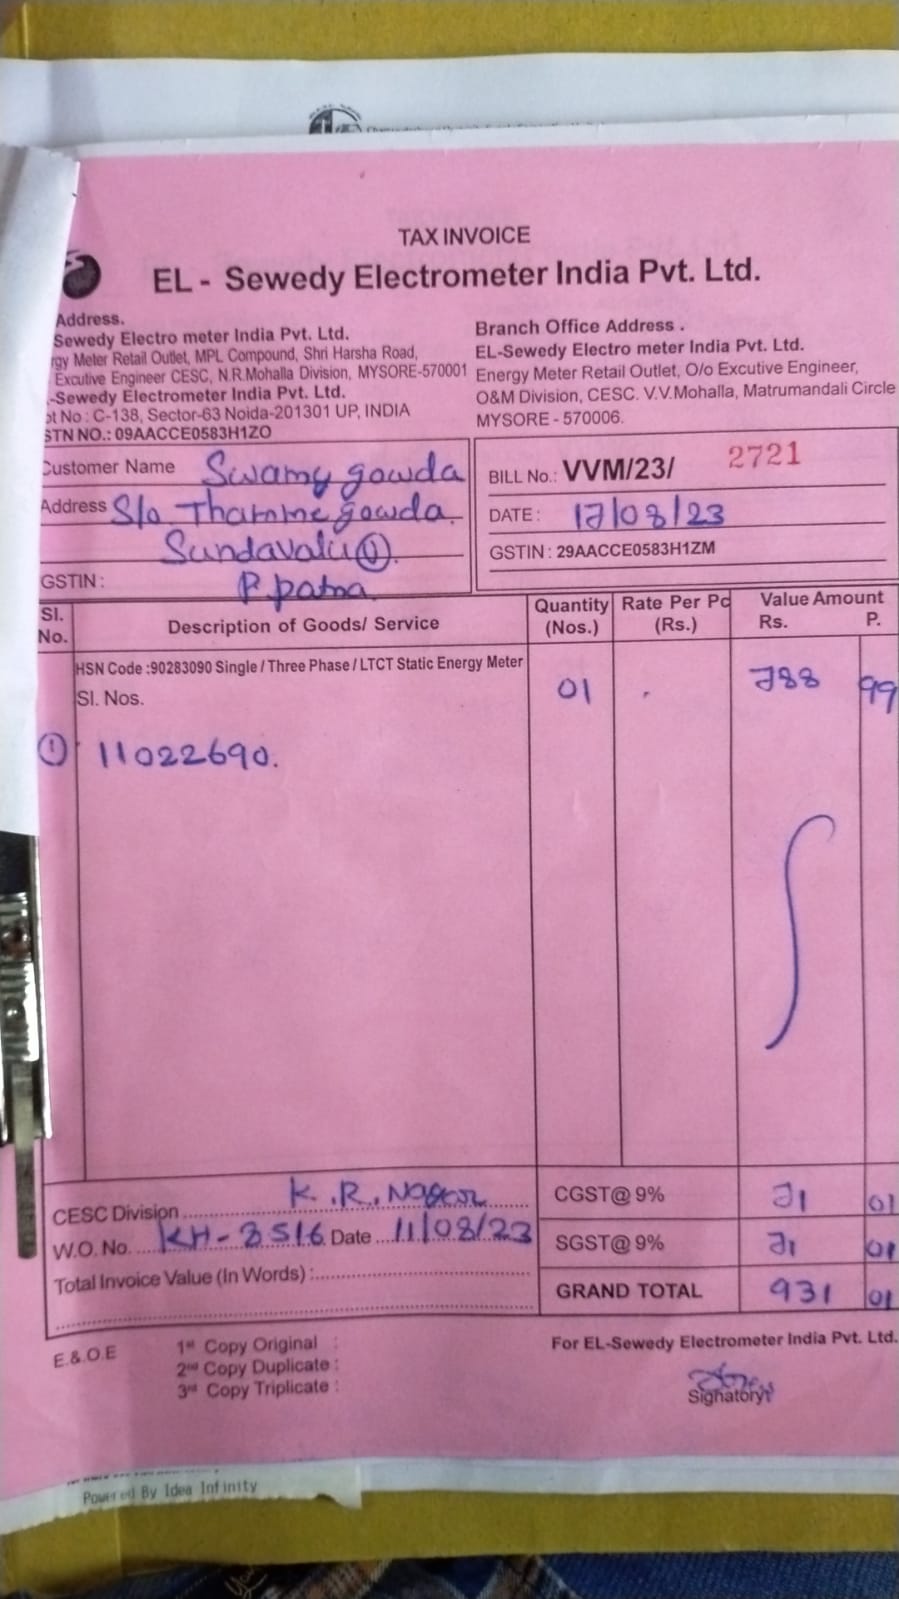 TAX INVOICE
EL - Sewedy Electrometer India Pvt. Ltd.
Address.
Sewedy Electro meter India Pvt. Ltd.
rgy Meter Retail Outlet, MPL Compound, Shri Harsha Road,
Excutive Engineer CESC, N.R.Mohalla Division, MYSORE-570001
-Sewedy Electrometer India Pvt. Ltd.
ot No : C-138, Sector-63 Noida-201301 UP, INDIA
STN NO.: 09AACCE0583H1ZO
Branch Office Address .
EL-Sewedy Electro meter India Pvt. Ltd.
Energy Meter Retail Outlet, O/o Excutive Engineer,
O&M Division, CESC. V.V.Mohalla, Matrumandali Circle
MYSORE - 570006.
Customer Name Swamy gowda
Address S/o Thammegowda.
Sundavalu ①.
GSTIN : P.patna
BILL No.: VVM/23/ 2721
DATE : 17/08/23
GSTIN : 29AACCE0583H1ZM
Sl. No. Description of Goods/ Service Quantity (Nos.) Rate Per Pc (Rs.) Value Amount Rs. P.
HSN Code :90283090 Single / Three Phase / LTCT Static Energy Meter 01 788 99
Sl. Nos.
① 11022690.
CESC Division K.R. Nagar
W.O. No. KH-8516 Date 11/08/23
Total Invoice Value (In Words) :
CGST@ 9% 71 01
SGST@ 9% 71 01
GRAND TOTAL 931 01
E.&.O.E
1st Copy Original :
2nd Copy Duplicate :
3rd Copy Triplicate :
For EL-Sewedy Electrometer India Pvt. Ltd.
Signatory
Powered By Idea Infinity